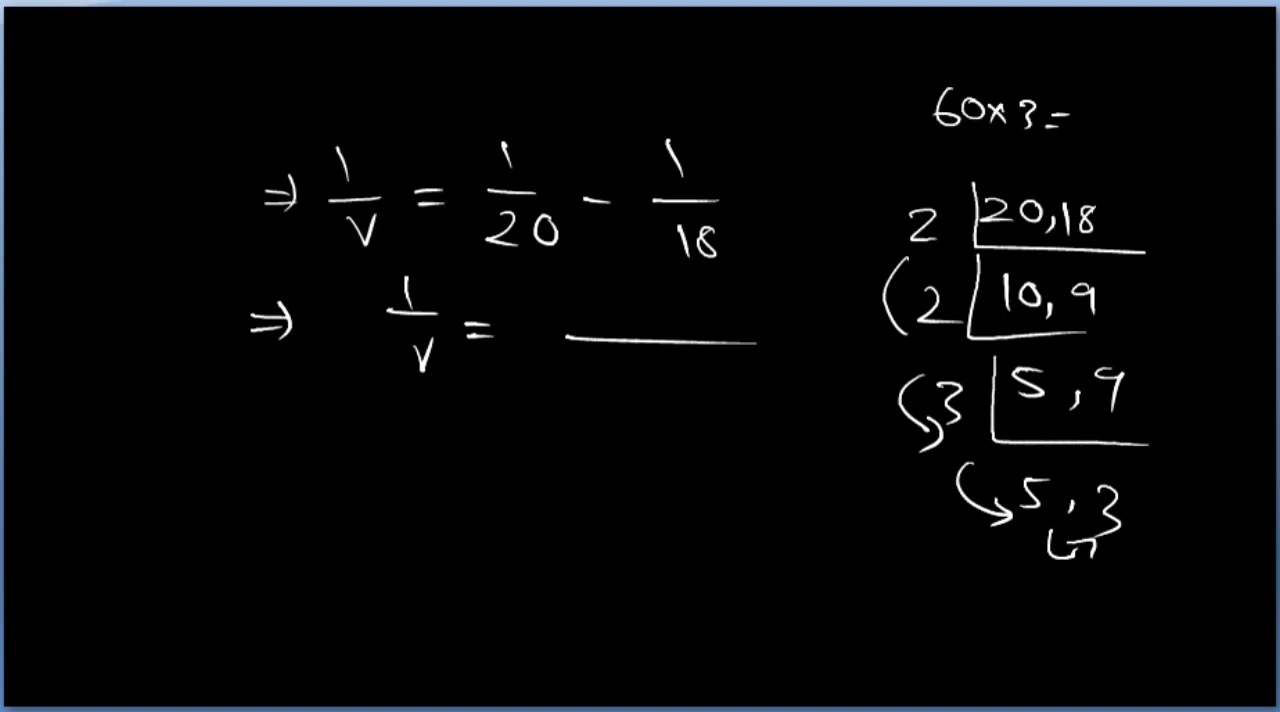 ⇒ 1/v = 1/20 - 1/18
⇒ 1/v =
60×3=
2 | 20,18
2 | 10, 9
3 | 5, 9
5, 3